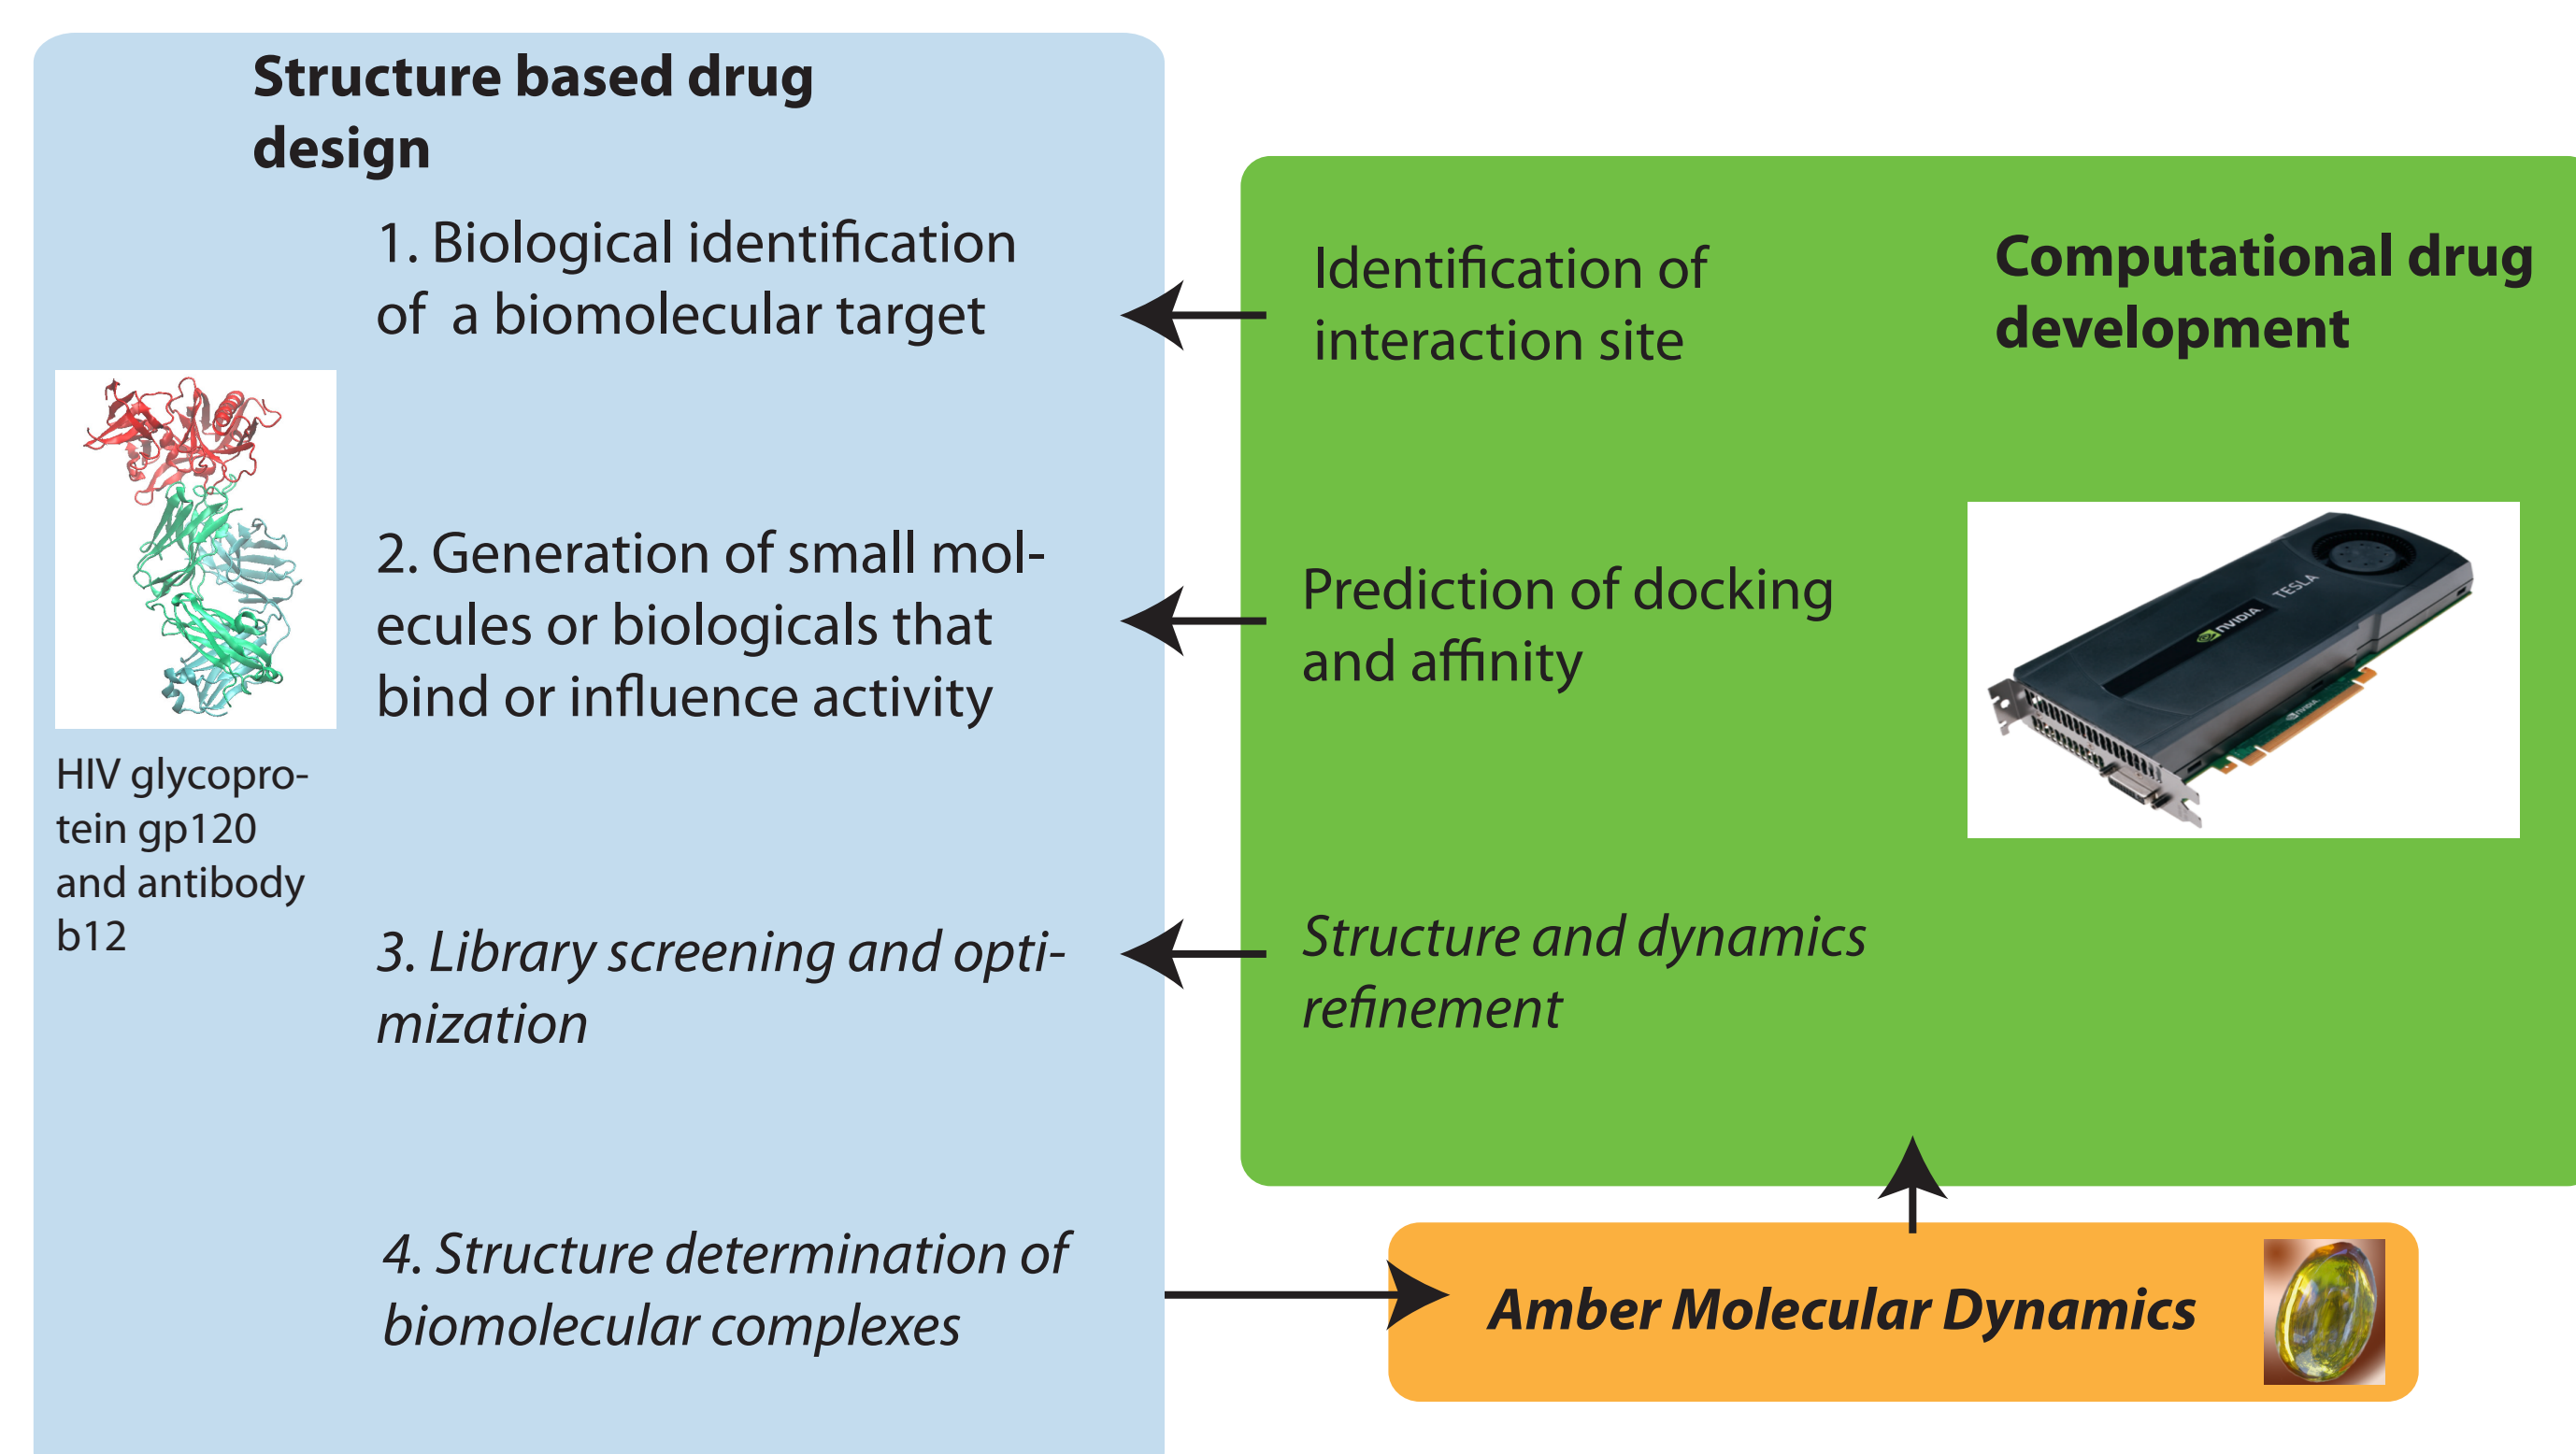 Structure based drug
design
1. Biological identification
of a biomolecular target
HIV glycopro-
tein gp120
and antibody
b12
2. Generation of small mol-
ecules or biologicals that
bind or influence activity
3. Library screening and opti-
mization
4. Structure determination of
biomolecular complexes
Identification of
interaction site
Prediction of docking
and affinity
Structure and dynamics
refinement
Computational drug
development
NVIDIA
TESLA
NVIDIA
Amber Molecular Dynamics